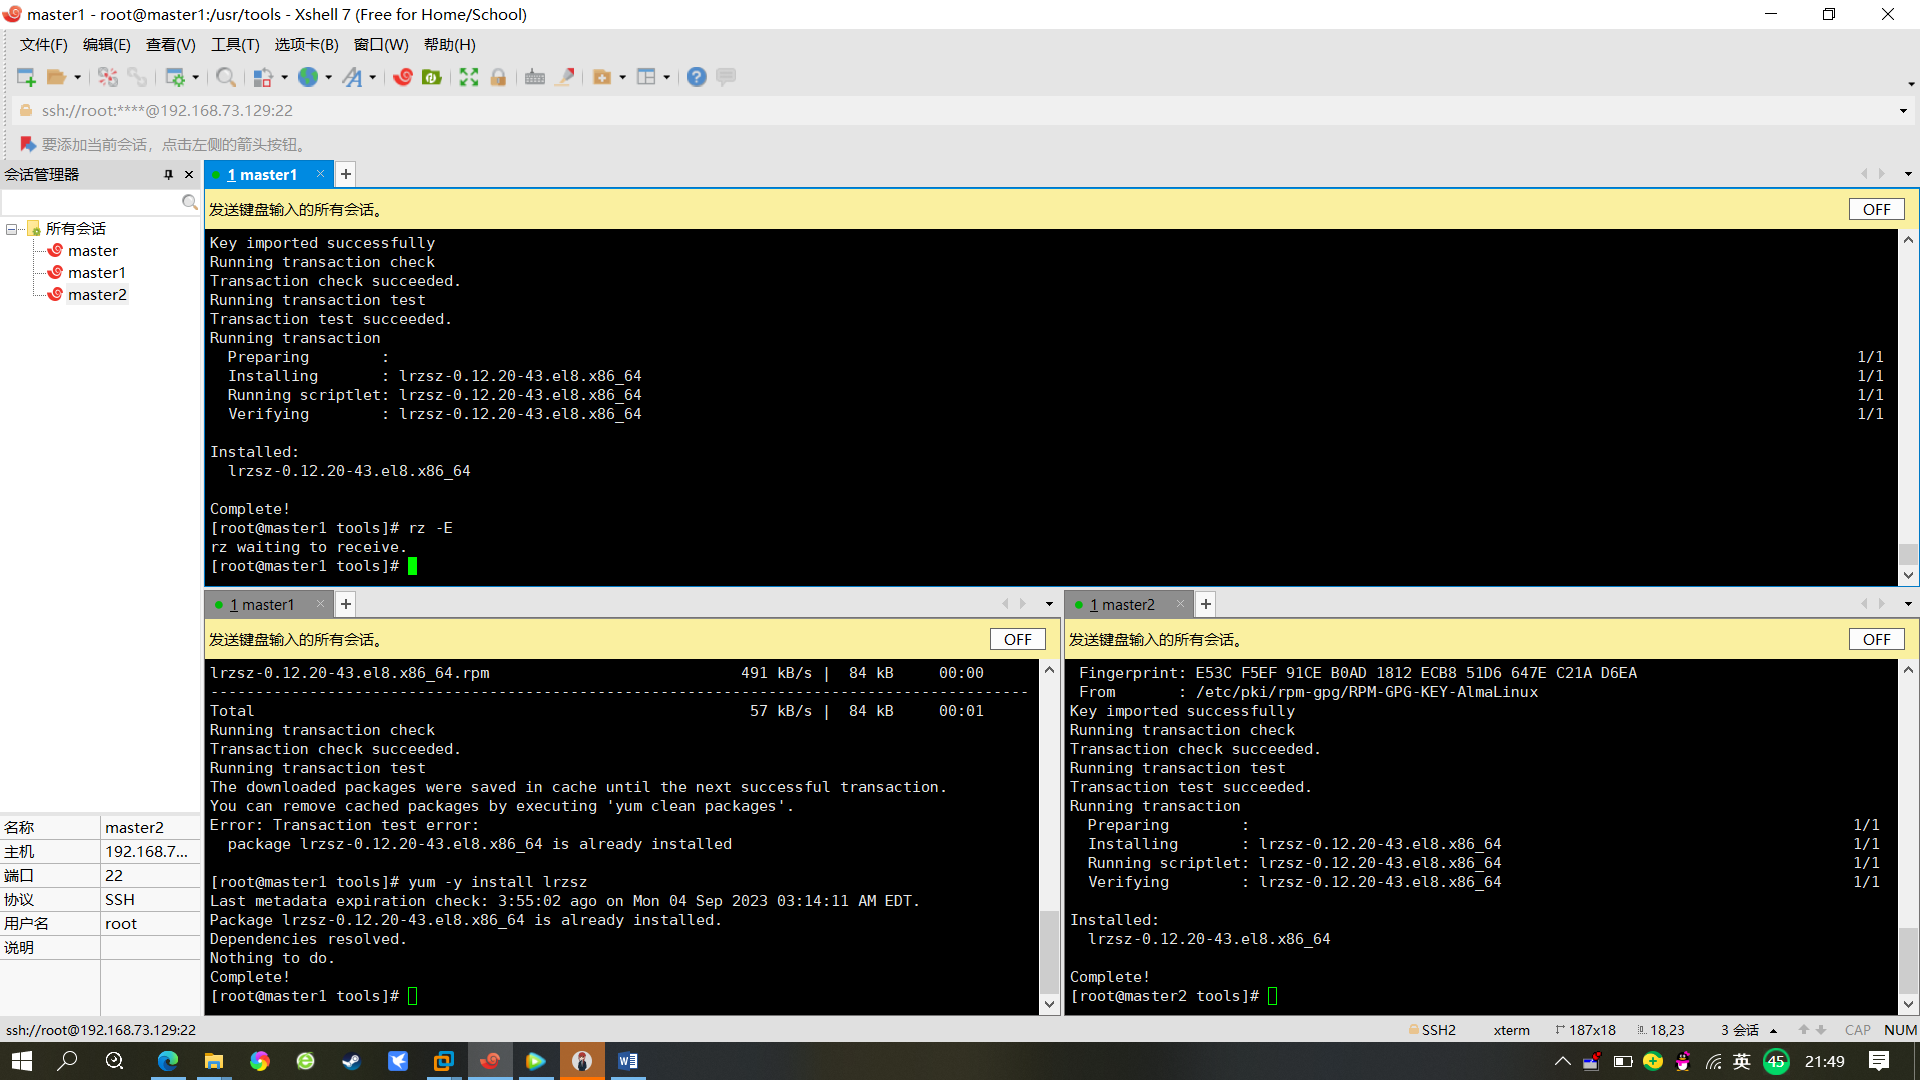 master1 - root@master1:/usr/tools - Xshell 7 (Free for Home/School)
文件(F) 编辑(E) 查看(V) 工具(T) 选项卡(B) 窗口(W) 帮助(H)
ssh://root:****@192.168.73.129:22
要添加当前会话，点击左侧的箭头按钮。
会话管理器
所有会话
master
master1
master2
名称 master2
主机 192.168.7...
端口 22
协议 SSH
用户名 root
说明
1 master1
发送键盘输入的所有会话。 OFF
Key imported successfully
Running transaction check
Transaction check succeeded.
Running transaction test
Transaction test succeeded.
Running transaction
Preparing : 1/1
Installing : lrzsz-0.12.20-43.el8.x86_64 1/1
Running scriptlet: lrzsz-0.12.20-43.el8.x86_64 1/1
Verifying : lrzsz-0.12.20-43.el8.x86_64 1/1
Installed:
lrzsz-0.12.20-43.el8.x86_64
Complete!
[root@master1 tools]# rz -E
rz waiting to receive.
[root@master1 tools]#
1 master1
发送键盘输入的所有会话。 OFF
lrzsz-0.12.20-43.el8.x86_64.rpm 491 kB/s | 84 kB 00:00
-------------------------------------------------------------------------------------------
Total 57 kB/s | 84 kB 00:01
Running transaction check
Transaction check succeeded.
Running transaction test
The downloaded packages were saved in cache until the next successful transaction.
You can remove cached packages by executing 'yum clean packages'.
Error: Transaction test error:
package lrzsz-0.12.20-43.el8.x86_64 is already installed
[root@master1 tools]# yum -y install lrzsz
Last metadata expiration check: 3:55:02 ago on Mon 04 Sep 2023 03:14:11 AM EDT.
Package lrzsz-0.12.20-43.el8.x86_64 is already installed.
Dependencies resolved.
Nothing to do.
Complete!
[root@master1 tools]#
1 master2
发送键盘输入的所有会话。 OFF
Fingerprint: E53C F5EF 91CE B0AD 1812 ECB8 51D6 647E C21A D6EA
From : /etc/pki/rpm-gpg/RPM-GPG-KEY-AlmaLinux
Key imported successfully
Running transaction check
Transaction check succeeded.
Running transaction test
Transaction test succeeded.
Running transaction
Preparing : 1/1
Installing : lrzsz-0.12.20-43.el8.x86_64 1/1
Running scriptlet: lrzsz-0.12.20-43.el8.x86_64 1/1
Verifying : lrzsz-0.12.20-43.el8.x86_64 1/1
Installed:
lrzsz-0.12.20-43.el8.x86_64
Complete!
[root@master2 tools]#
ssh://root@192.168.73.129:22 SSH2 xterm 187x18 18,23 3 会话 CAP NUM
英 45 21:49